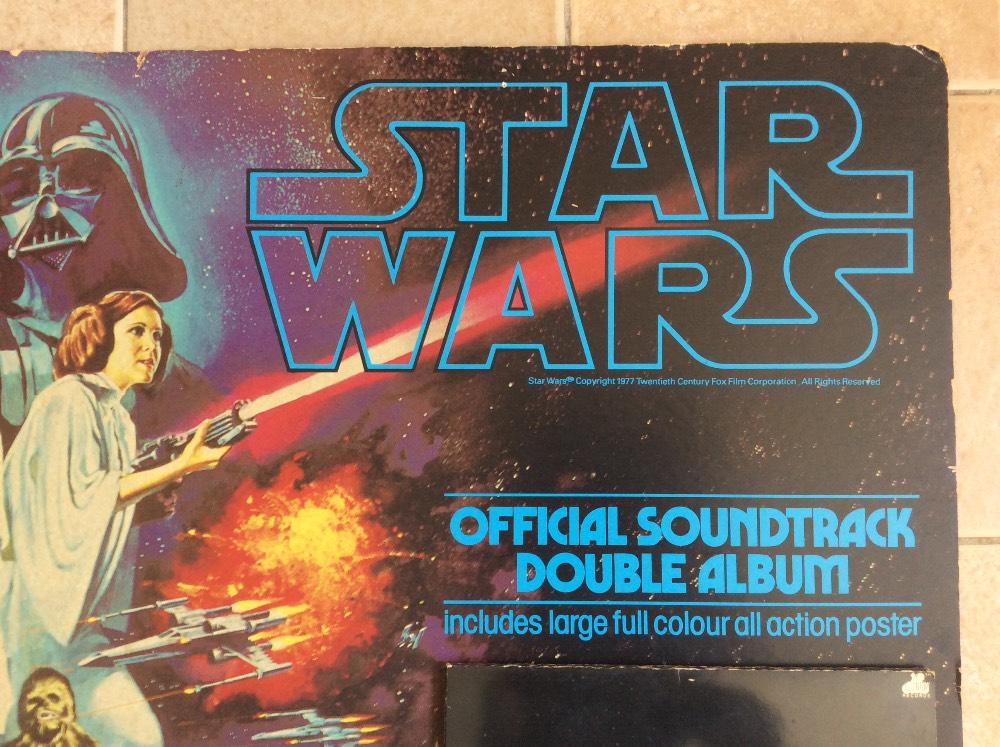 STAR
WARS
Star Wars Copyright 1977 Twentieth Century Fox Film Corporation All Rights Reserved
OFFICIAL SOUNDTRACK
DOUBLE ALBUM
includes large full colour all action poster
RECORDS